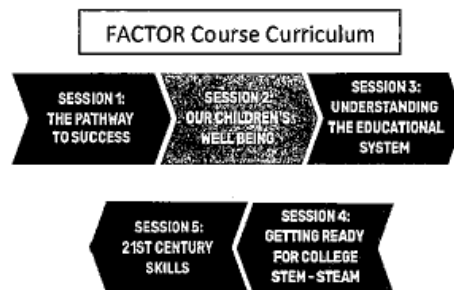 FACTOR Course Curriculum
SESSION 1:
THE PATHWAY
TO SUCCESS
SESSION 2:
OUR CHILDREN'S
WELL BEING
SESSION 3:
UNDERSTANDING
THE EDUCATIONAL
SYSTEM
SESSION 4:
GETTING READY
FOR COLLEGE
STEM - STEAM
SESSION 5:
21ST CENTURY
SKILLS